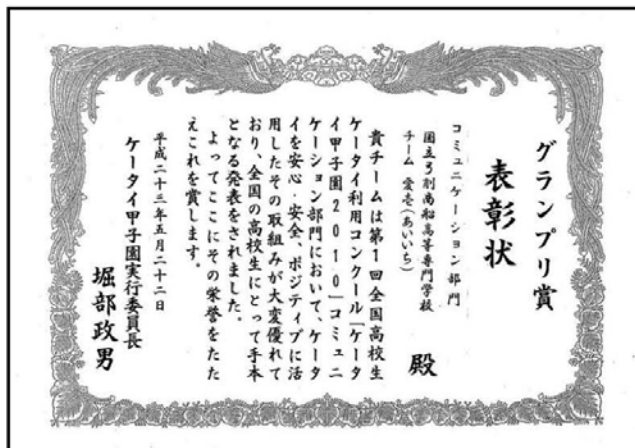 グランプリ賞
表彰状
コミュニケーション部門
国立弓削商船高等専門学校
チーム 愛壱(あいいち)
殿
貴チームは第1回全国高校生
ケータイ利用コンクール「ケータ
イ甲子園2010」コミュニ
ケーション部門において、ケータ
イを安心・安全、ポジティブに活
用したその取組みが大変優れて
おり、全国の高校生にとって手本
となる発表をされました。
よってここにその栄誉をたた
えこれを賞します。
平成二十三年五月二十二日
ケータイ甲子園実行委員長
堀部政男